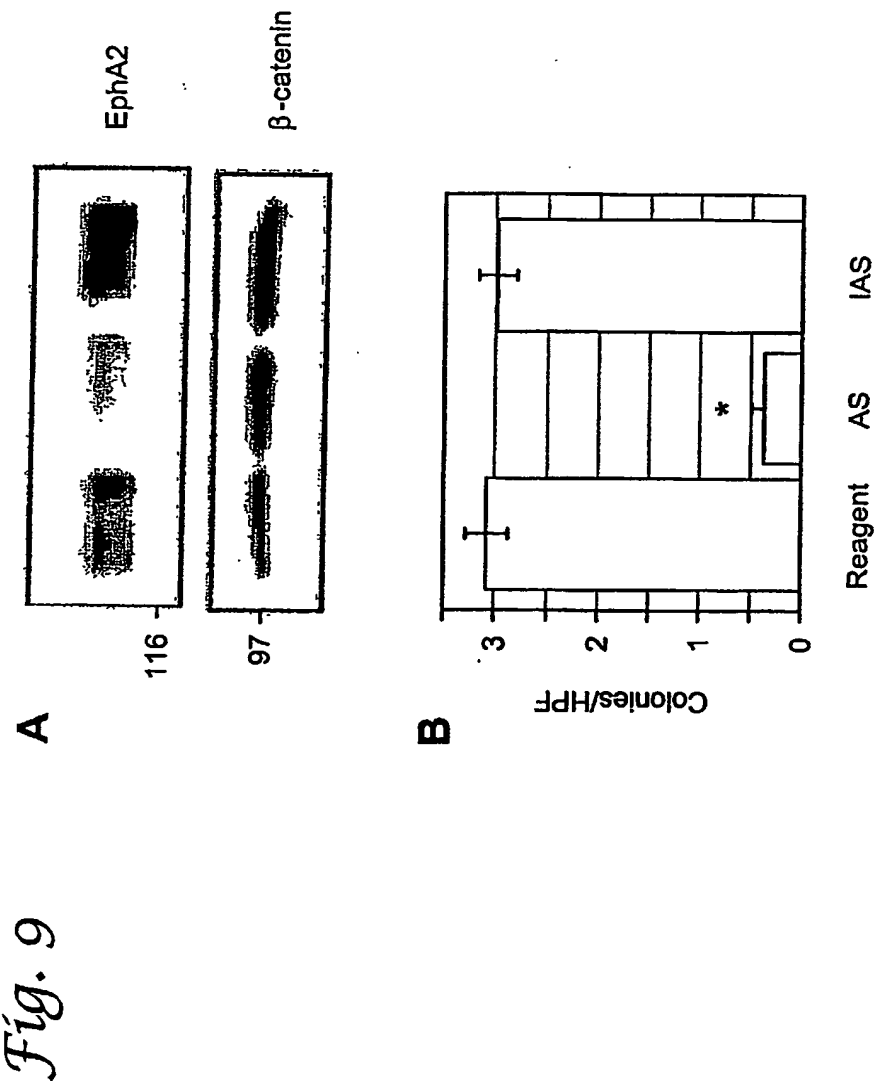 Fig. 9
A
EphA2
116
β-catenin
97
B
Colonies/HPF
3
2
1
0
*
Reagent AS IAS